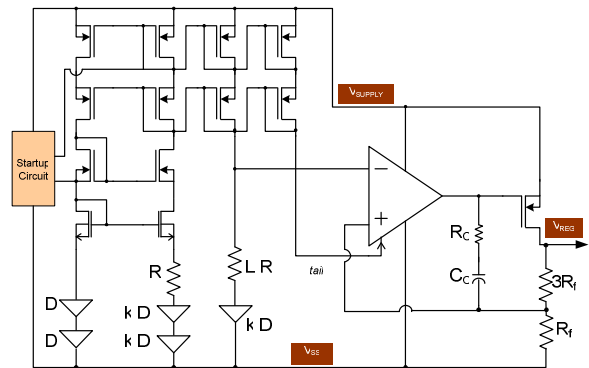 VSUPPLY
Startup
Circuit
−
+
VREG
RC
R
L R
tail
CC
3Rf
D
k D
k D
D
k D
Rf
VSS